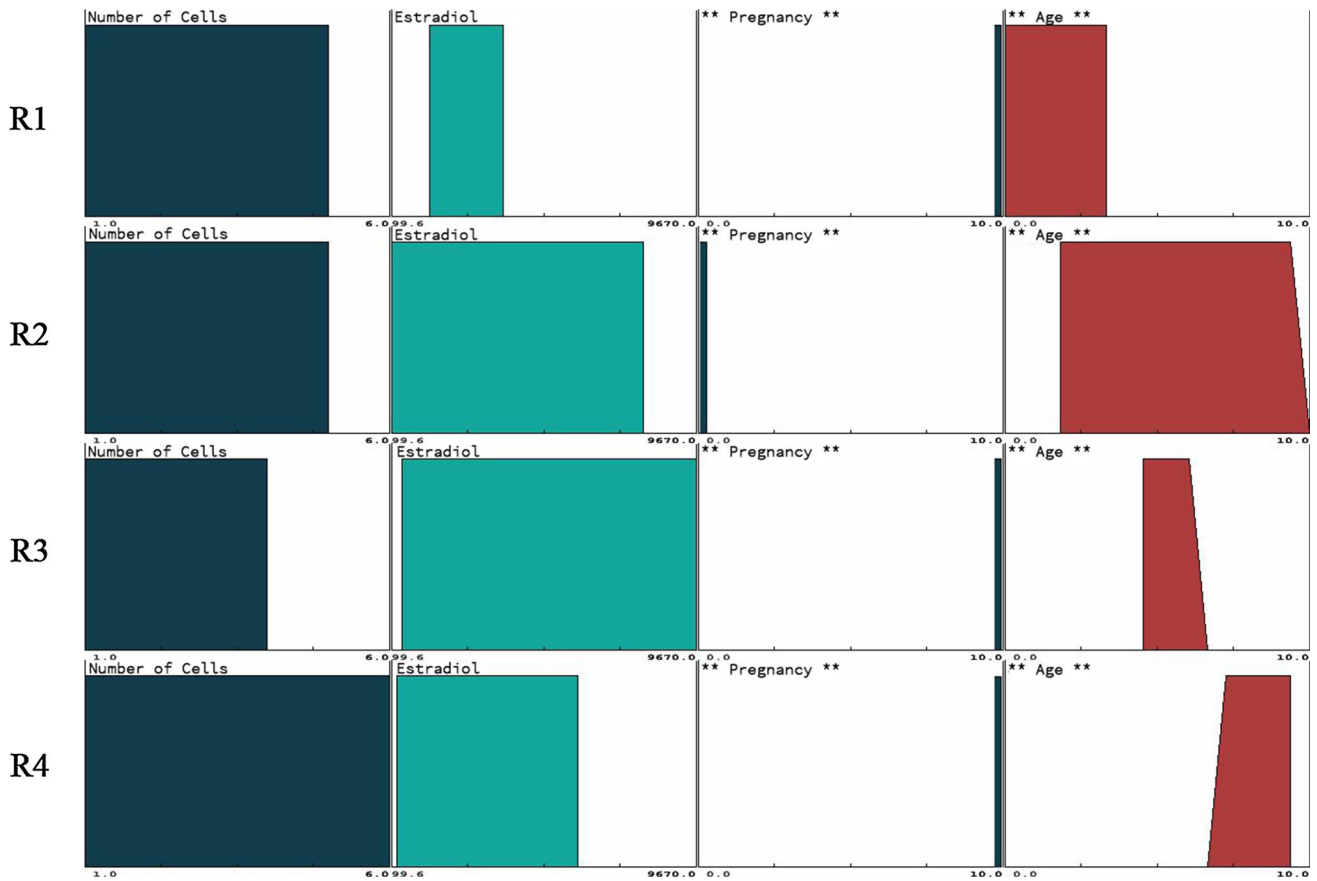 Number of Cells Estradiol ** Pregnancy ** ** Age **
R1
1.0 6.0 99.6 9670.0 0.0 10.0 0.0 10.0
Number of Cells Estradiol ** Pregnancy ** ** Age **
R2
1.0 6.0 99.6 9670.0 0.0 10.0 0.0 10.0
Number of Cells Estradiol ** Pregnancy ** ** Age **
R3
1.0 6.0 99.6 9670.0 0.0 10.0 0.0 10.0
Number of Cells Estradiol ** Pregnancy ** ** Age **
R4
1.0 6.0 99.6 9670.0 0.0 10.0 0.0 10.0